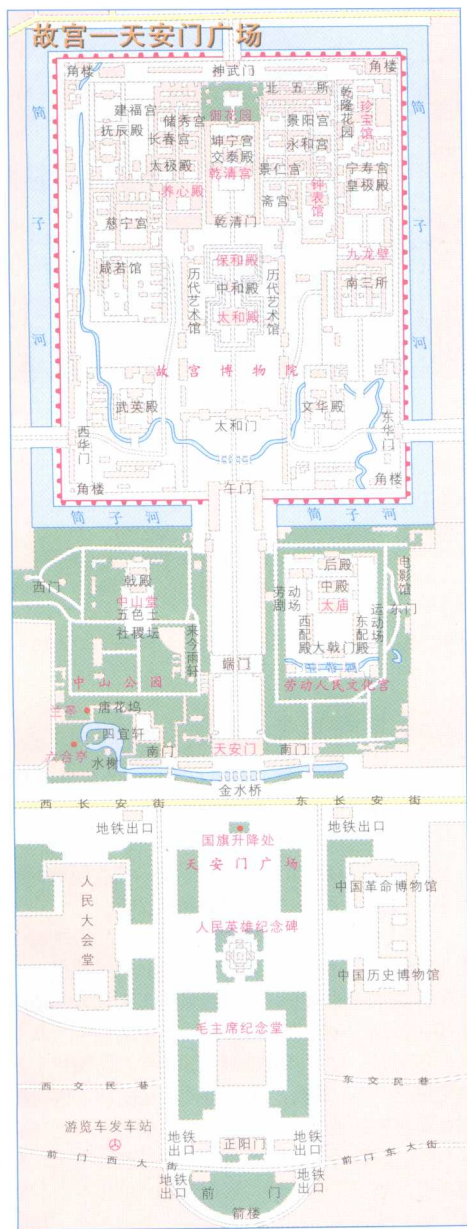 故宫—天安门广场
角楼
神武门
角楼
筒子河
筒子河
御花园
北五所
乾隆花园
珍宝馆
建福宫
抚辰殿
储秀宫
长春宫
太极殿
养心殿
坤宁宫
交泰殿
乾清宫
景阳宫
永和宫
景仁宫
斋宫
钟表馆
宁寿宫
皇极殿
慈宁宫
乾清门
咸若馆
保和殿
九龙壁
历代艺术馆
中和殿
太和殿
历代艺术馆
南三所
故宫博物院
武英殿
太和门
文华殿
西华门
东华门
角楼
午门
角楼
筒子河
筒子河
西门
戟殿
中山堂
五色土
社稷坛
来今雨轩
中山公园
兰亭
唐花坞
四宜轩
六合亭
水榭
南门
端门
天安门
后殿
中殿
太庙
劳动剧场
西配殿
大戟门
东配殿
运动场
东门
电影馆
劳动人民文化宫
南门
金水桥
西长安街
东长安街
地铁出口
地铁出口
国旗升降处
天安门广场
人民大会堂
中国革命博物馆
人民英雄纪念碑
中国历史博物馆
毛主席纪念堂
西交民巷
东交民巷
游览车发车站
地铁出口
正阳门
地铁出口
前门西大街
前门东大街
地铁出口
前门
地铁出口
箭楼